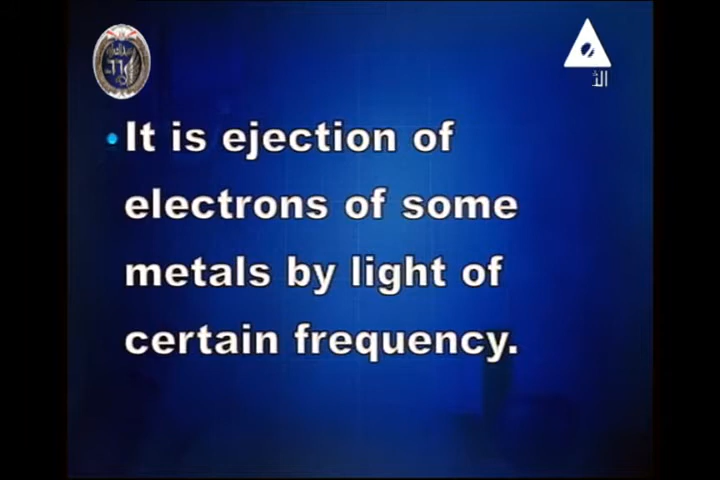 It is ejection of
electrons of some
metals by light of
certain frequency.